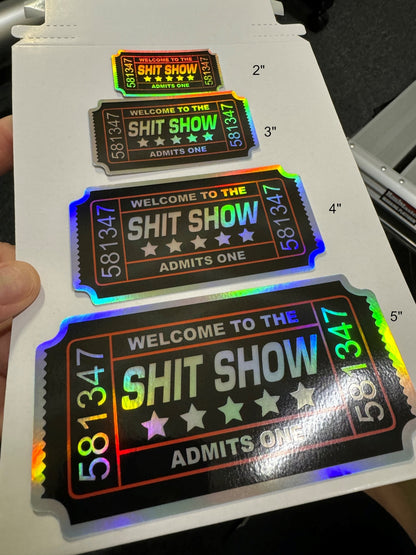 WELCOME TO THE
581347 SHIT SHOW 581347
ADMITS ONE
2"
WELCOME TO THE
581347 SHIT SHOW 581347
ADMITS ONE
3"
WELCOME TO THE
581347 SHIT SHOW 581347
ADMITS ONE
4"
WELCOME TO THE
581347 SHIT SHOW 581347
ADMITS ONE
5"